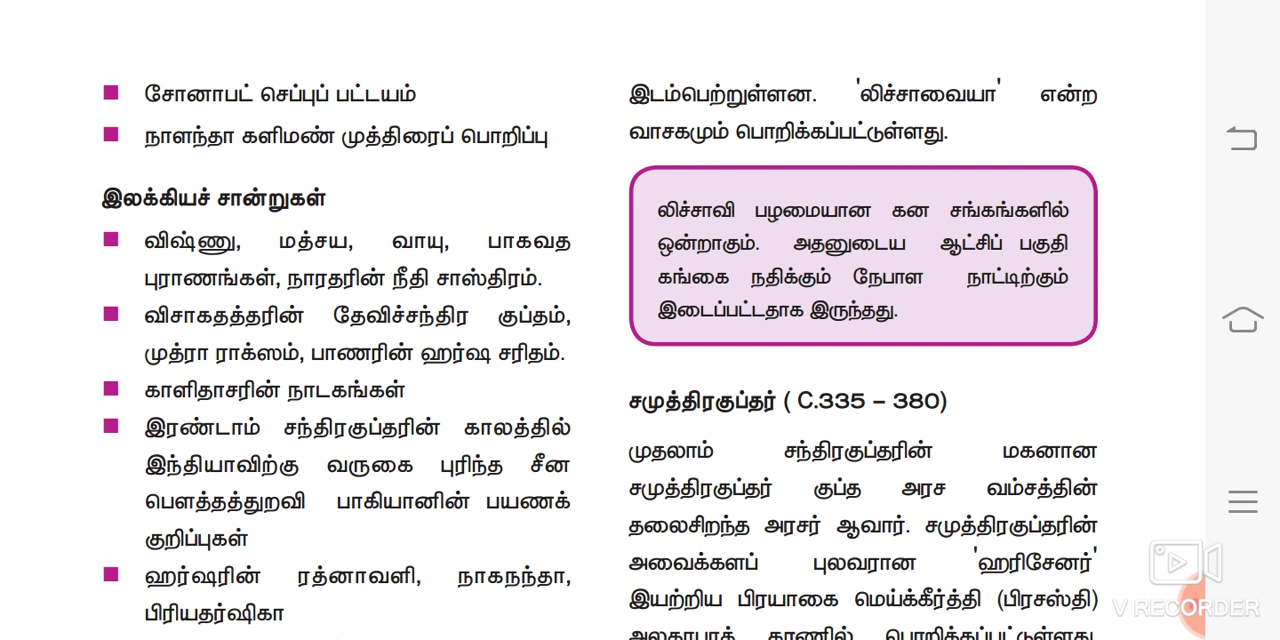 சோனாபட் செப்புப் பட்டயம்
நாளந்தா களிமண் முத்திரைப் பொறிப்பு
இலக்கியச் சான்றுகள்
விஷ்ணு, மத்சய, வாயு, பாகவத
புராணங்கள், நாரதரின் நீதி சாஸ்திரம்.
விசாகதத்தரின் தேவிச்சந்திர குப்தம்,
முத்ரா ராக்ஸம், பாணரின் ஹர்ஷ சரிதம்.
காளிதாசரின் நாடகங்கள்
இரண்டாம் சந்திரகுப்தரின் காலத்தில்
இந்தியாவிற்கு வருகை புரிந்த சீன
பௌத்தத்துறவி பாகியானின் பயணக்
குறிப்புகள்
ஹர்ஷரின் ரத்னாவளி, நாகநந்தா,
பிரியதர்ஷிகா
இடம்பெற்றுள்ளன. 'லிச்சாவையா' என்ற
வாசகமும் பொறிக்கப்பட்டுள்ளது.
லிச்சாவி பழமையான கன சங்கங்களில்
ஒன்றாகும். அதனுடைய ஆட்சிப் பகுதி
கங்கை நதிக்கும் நேபாள நாட்டிற்கும்
இடைப்பட்டதாக இருந்தது.
சமுத்திரகுப்தர் ( C.335 – 380)
முதலாம் சந்திரகுப்தரின் மகனான
சமுத்திரகுப்தர் குப்த அரச வம்சத்தின்
தலைசிறந்த அரசர் ஆவார். சமுத்திரகுப்தரின்
அவைக்களப் புலவரான 'ஹரிசேனர்'
இயற்றிய பிரயாகை மெய்க்கீர்த்தி (பிரசஸ்தி)
அலகாபாத் தூணில் பொறிக்கப்பட்டுள்ளது.
V RECORDER